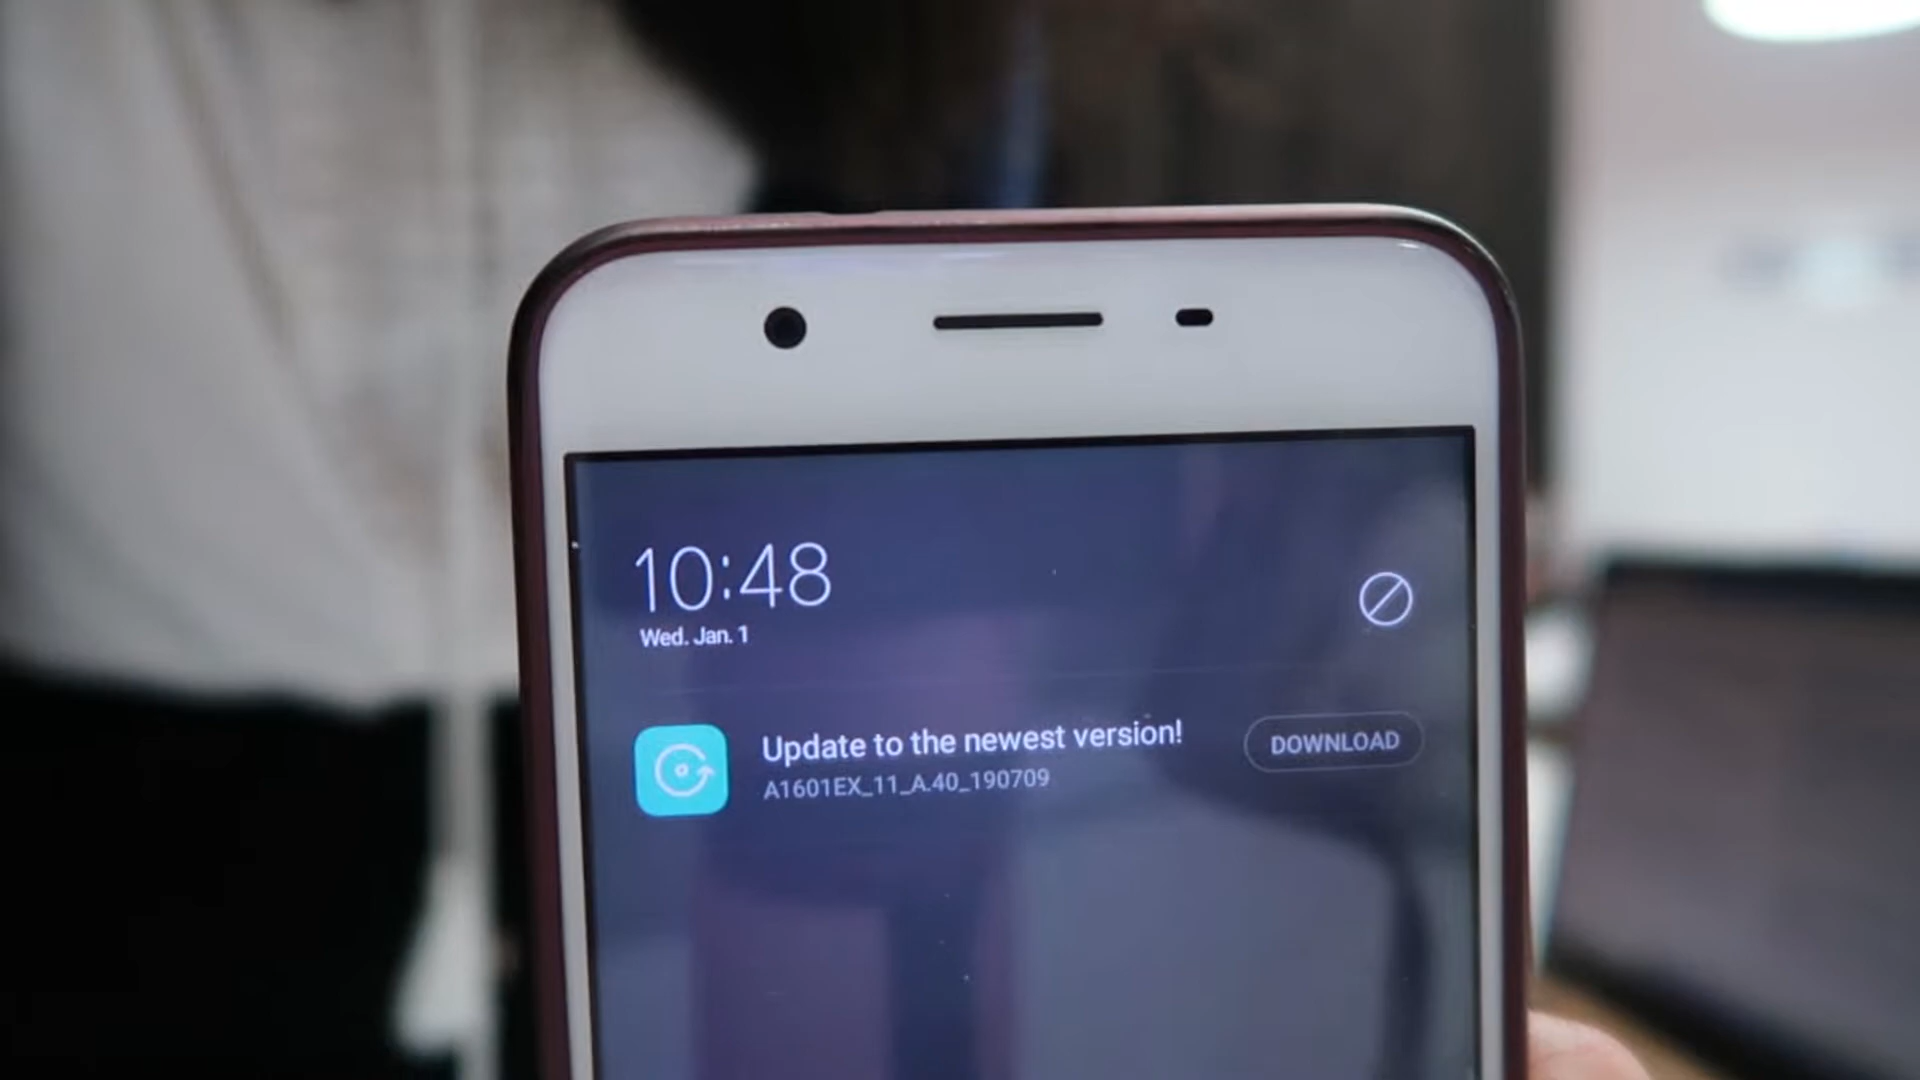 10:48
Wed. Jan. 1
Update to the newest version!
DOWNLOAD
A1601EX_11_A.40_190709